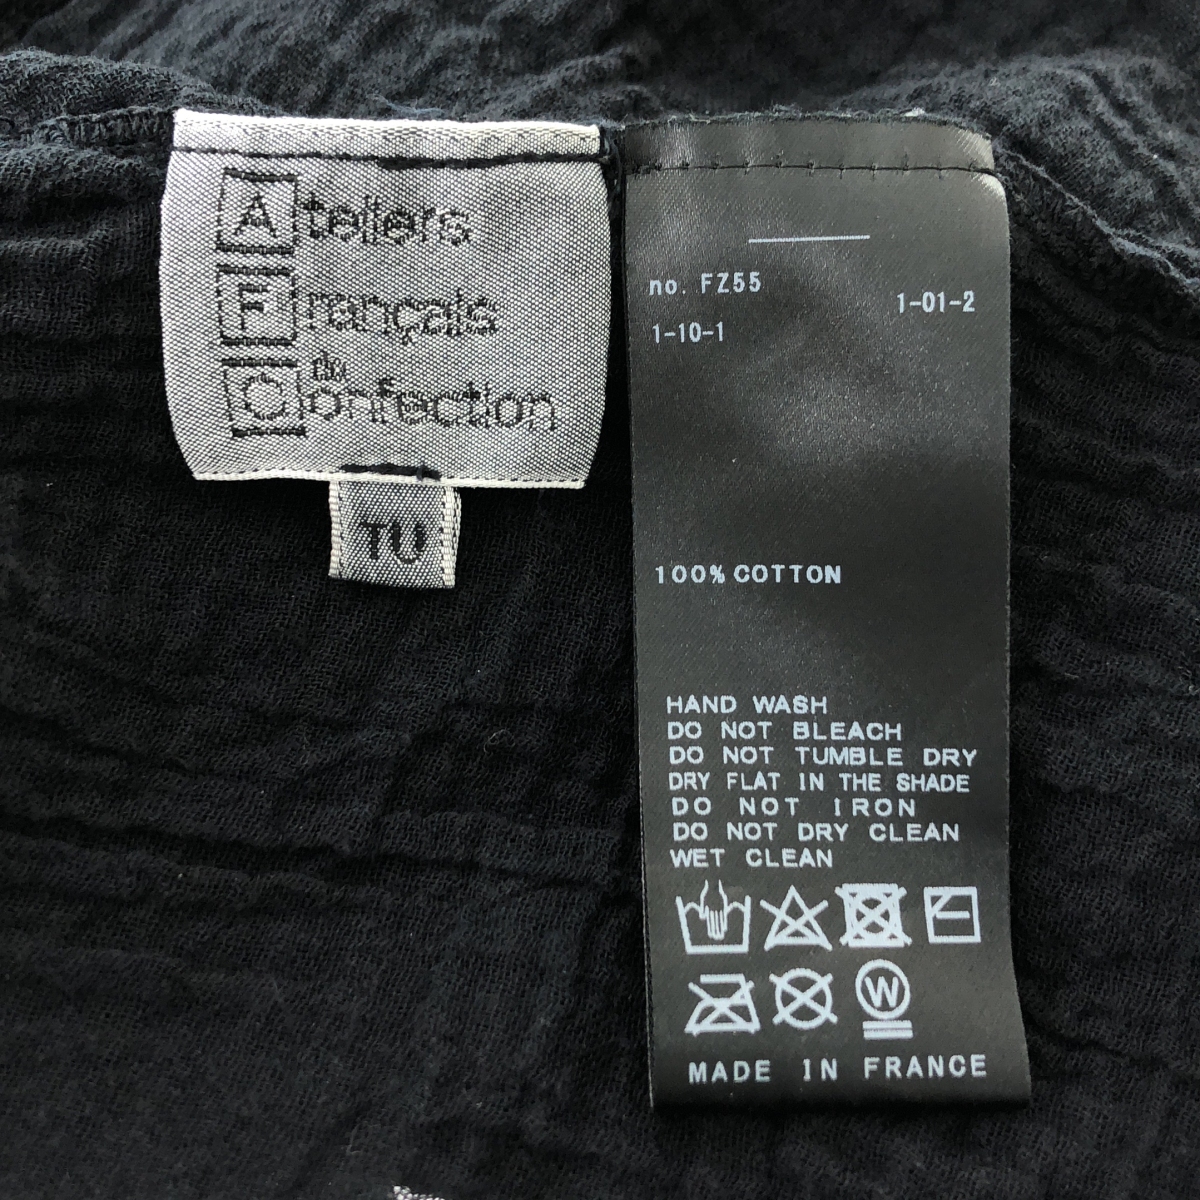 Ateliers
Français
de
Confection
TU
no. FZ55
1-01-2
1-10-1
100% COTTON
HAND WASH
DO NOT BLEACH
DO NOT TUMBLE DRY
DRY FLAT IN THE SHADE
DO NOT IRON
DO NOT DRY CLEAN
WET CLEAN
W
MADE IN FRANCE